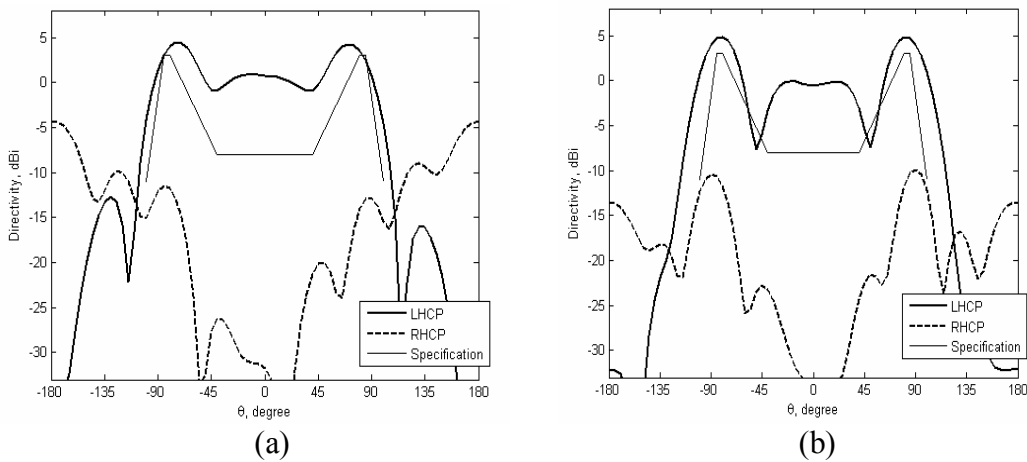 5
0
-5
-10
-15
-20
-25
-30
Directivity, dBi
-180 -135 -90 -45 0 45 90 135 180
θ, degree
LHCP
RHCP
Specification
(a)
5
0
-5
-10
-15
-20
-25
-30
Directivity, dBi
-180 -135 -90 -45 0 45 90 135 180
θ, degree
LHCP
RHCP
Specification
(b)